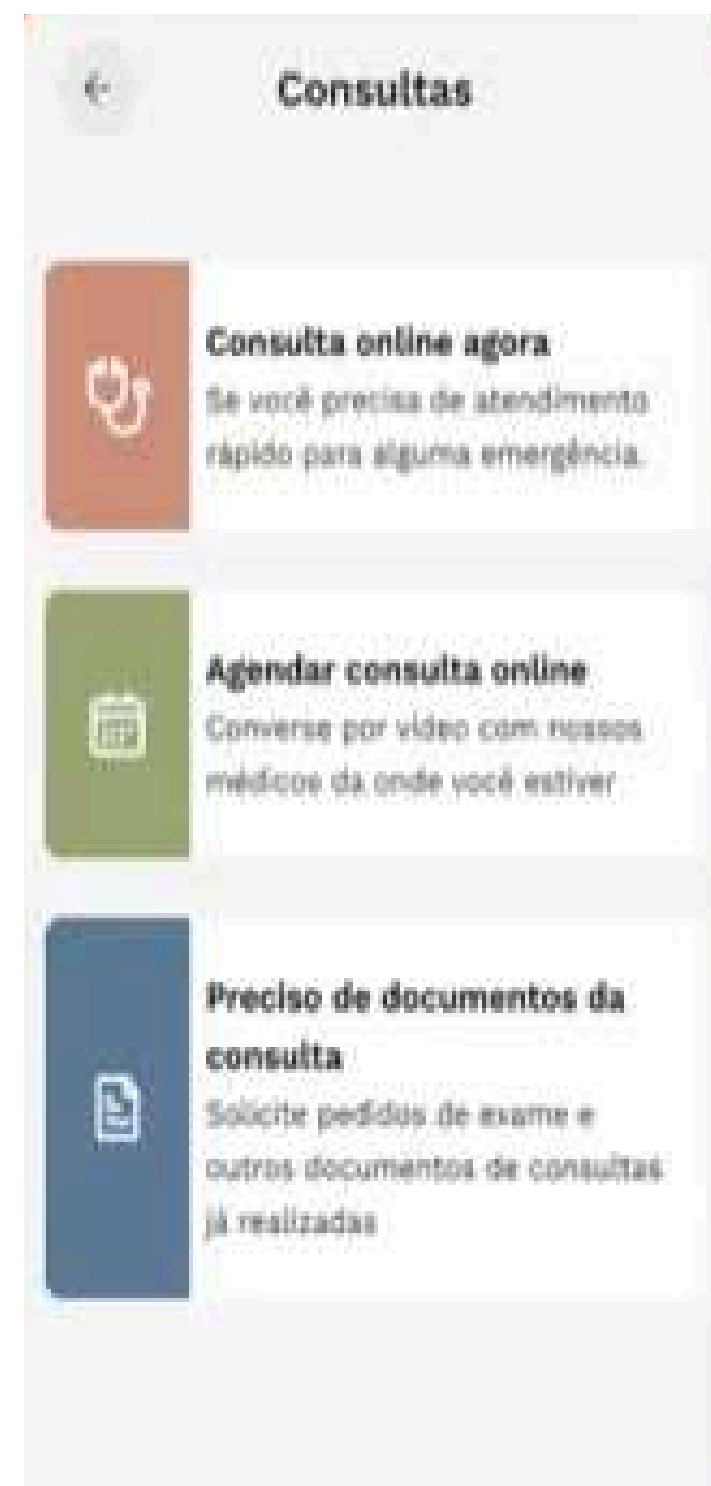 Consultas
Consulta online agora
Se você precisa de atendimento
rápido para alguma emergência.
Agendar consulta online
Converse por vídeo com nossos
médicos da onde você estiver
Preciso de documentos da
consulta
Solicite pedidos de exame e
outros documentos de consultas
já realizadas